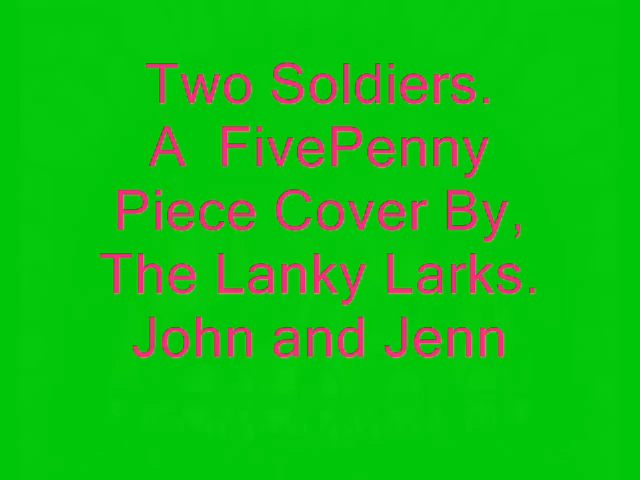 Two Soldiers.
A  FivePenny
Piece Cover By,
The Lanky Larks.
John and Jenn